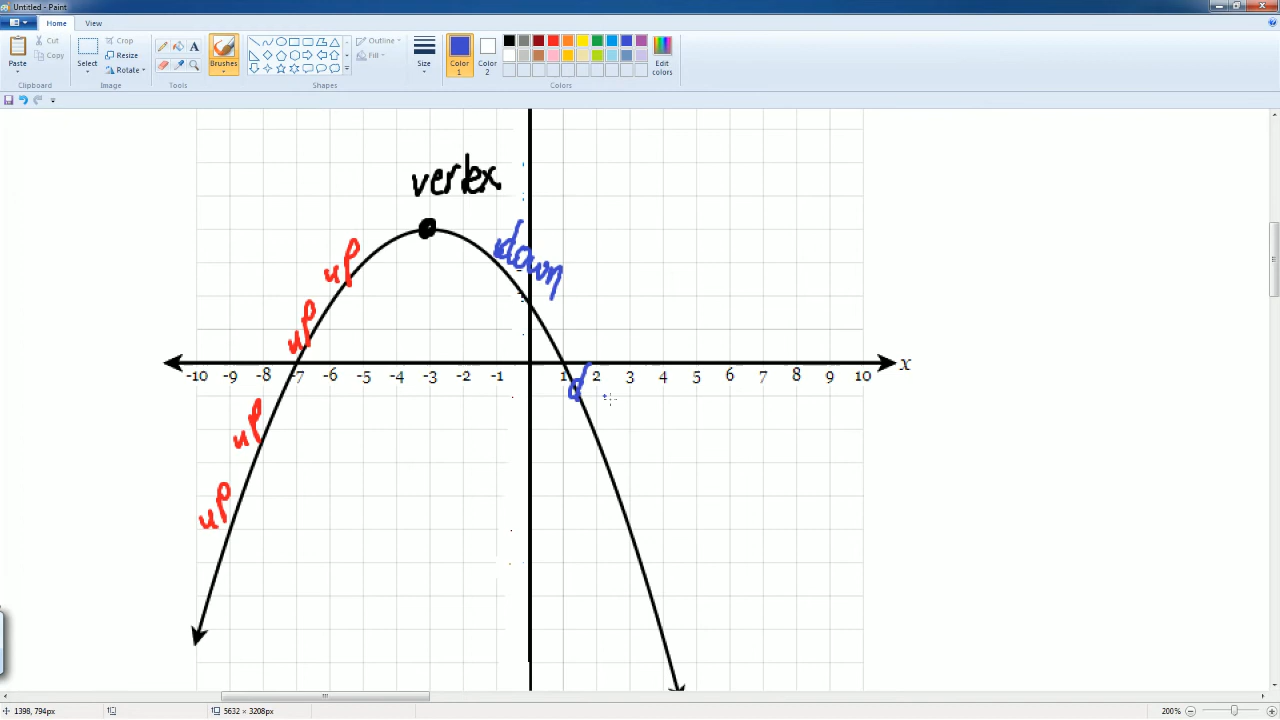 Untitled - Paint
Home View
Paste
Cut
Copy
Clipboard
Select
Crop
Resize
Rotate
Image
A
Tools
Brushes
Outline
Fill
Shapes
Size
Color 1
Color 2
Edit colors
Colors
vertex
up
down
up
x
-10 -9 -8 -7 -6 -5 -4 -3 -2 -1 1 2 3 4 5 6 7 8 9 10
d
up
up
1398, 794px
5632 × 3208px
200%